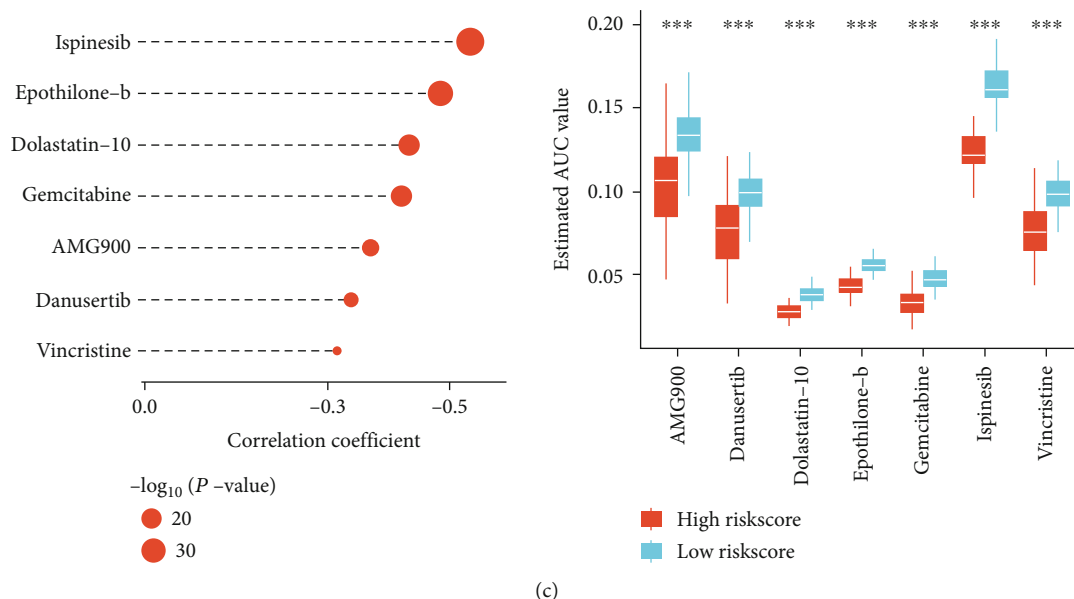 Ispinesib
Epothilone–b
Dolastatin–10
Gemcitabine
AMG900
Danusertib
Vincristine
0.0
–0.3
–0.5
Correlation coefficient
–log10 (P –value)
20
30
0.20
0.15
0.10
0.05
Estimated AUC value
*** *** *** *** *** *** ***
AMG900
Danusertib
Dolastatin–10
Epothilone–b
Gemcitabine
Ispinesib
Vincristine
High riskscore
Low riskscore
(c)